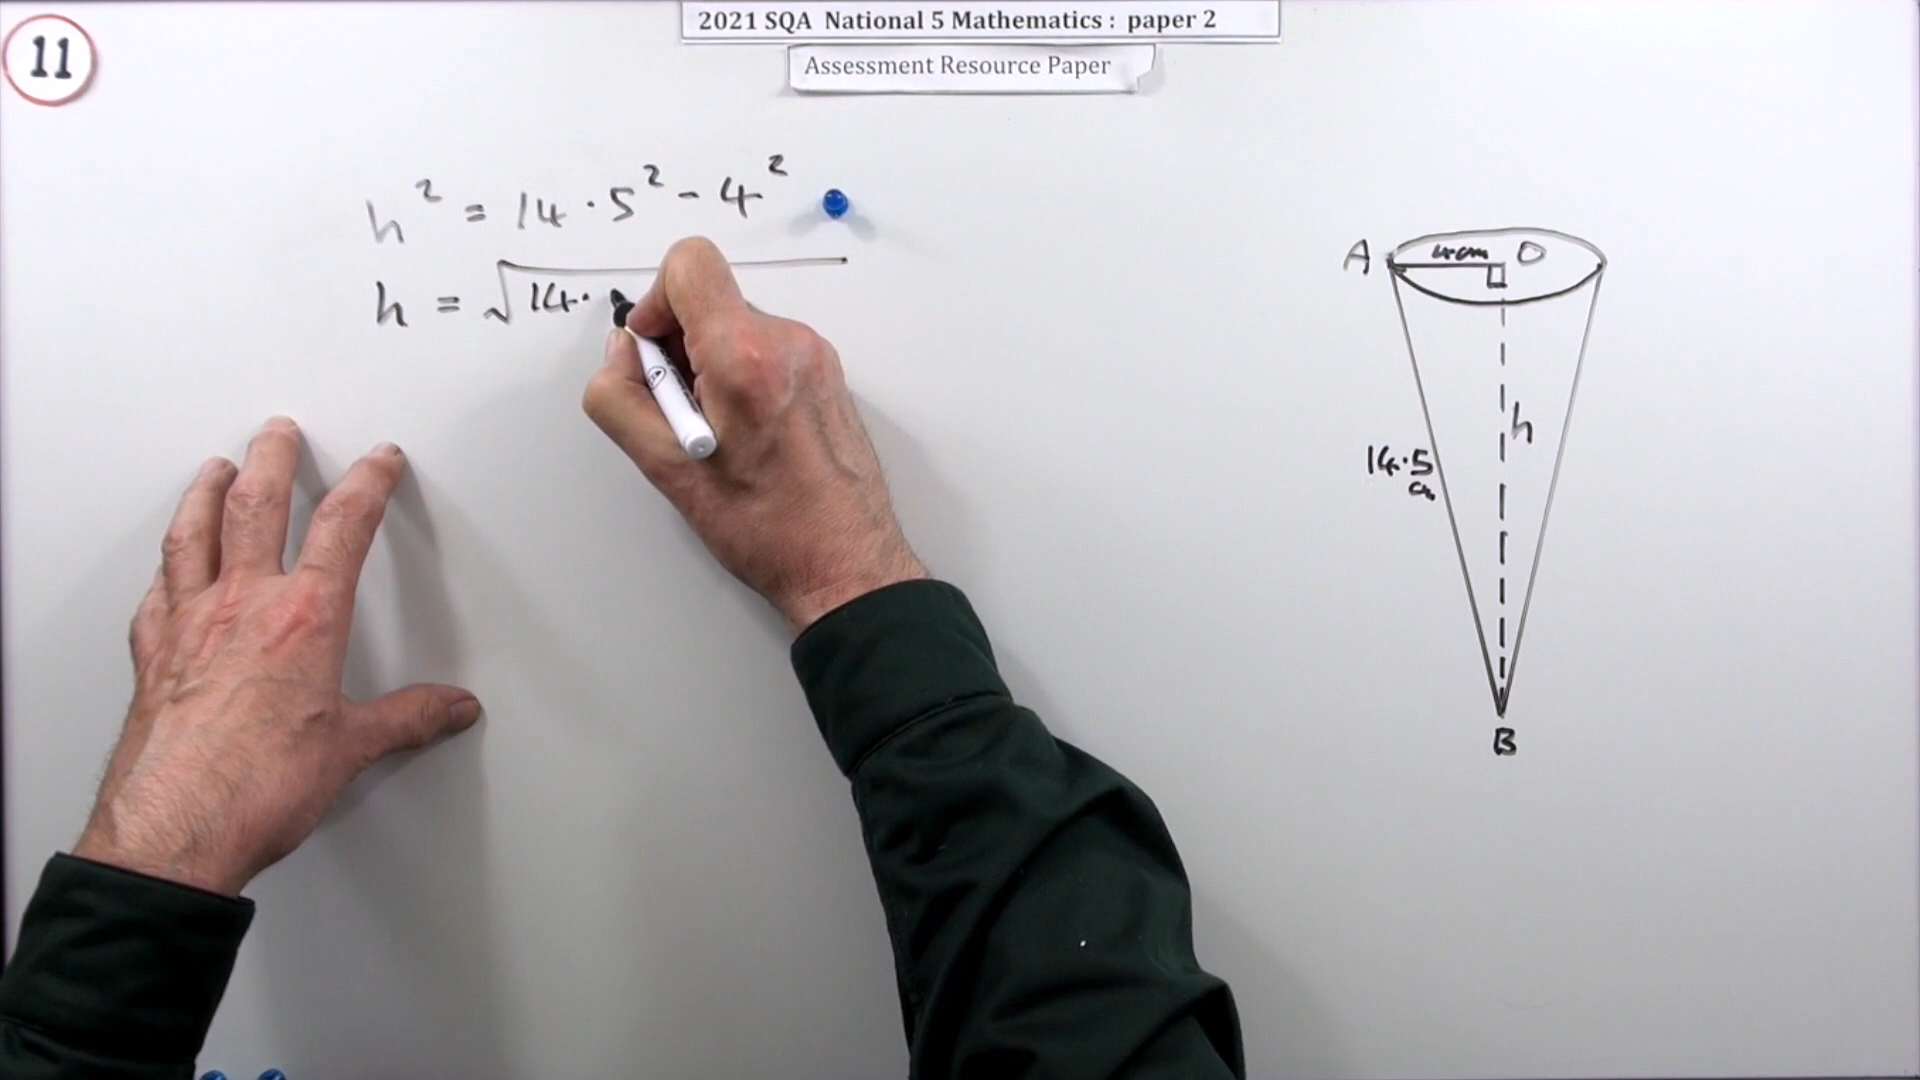 11
2021 SQA National 5 Mathematics : paper 2
Assessment Resource Paper
h² = 14·5² - 4²
h = √14·
A 4cm O
h
14·5
cm
B